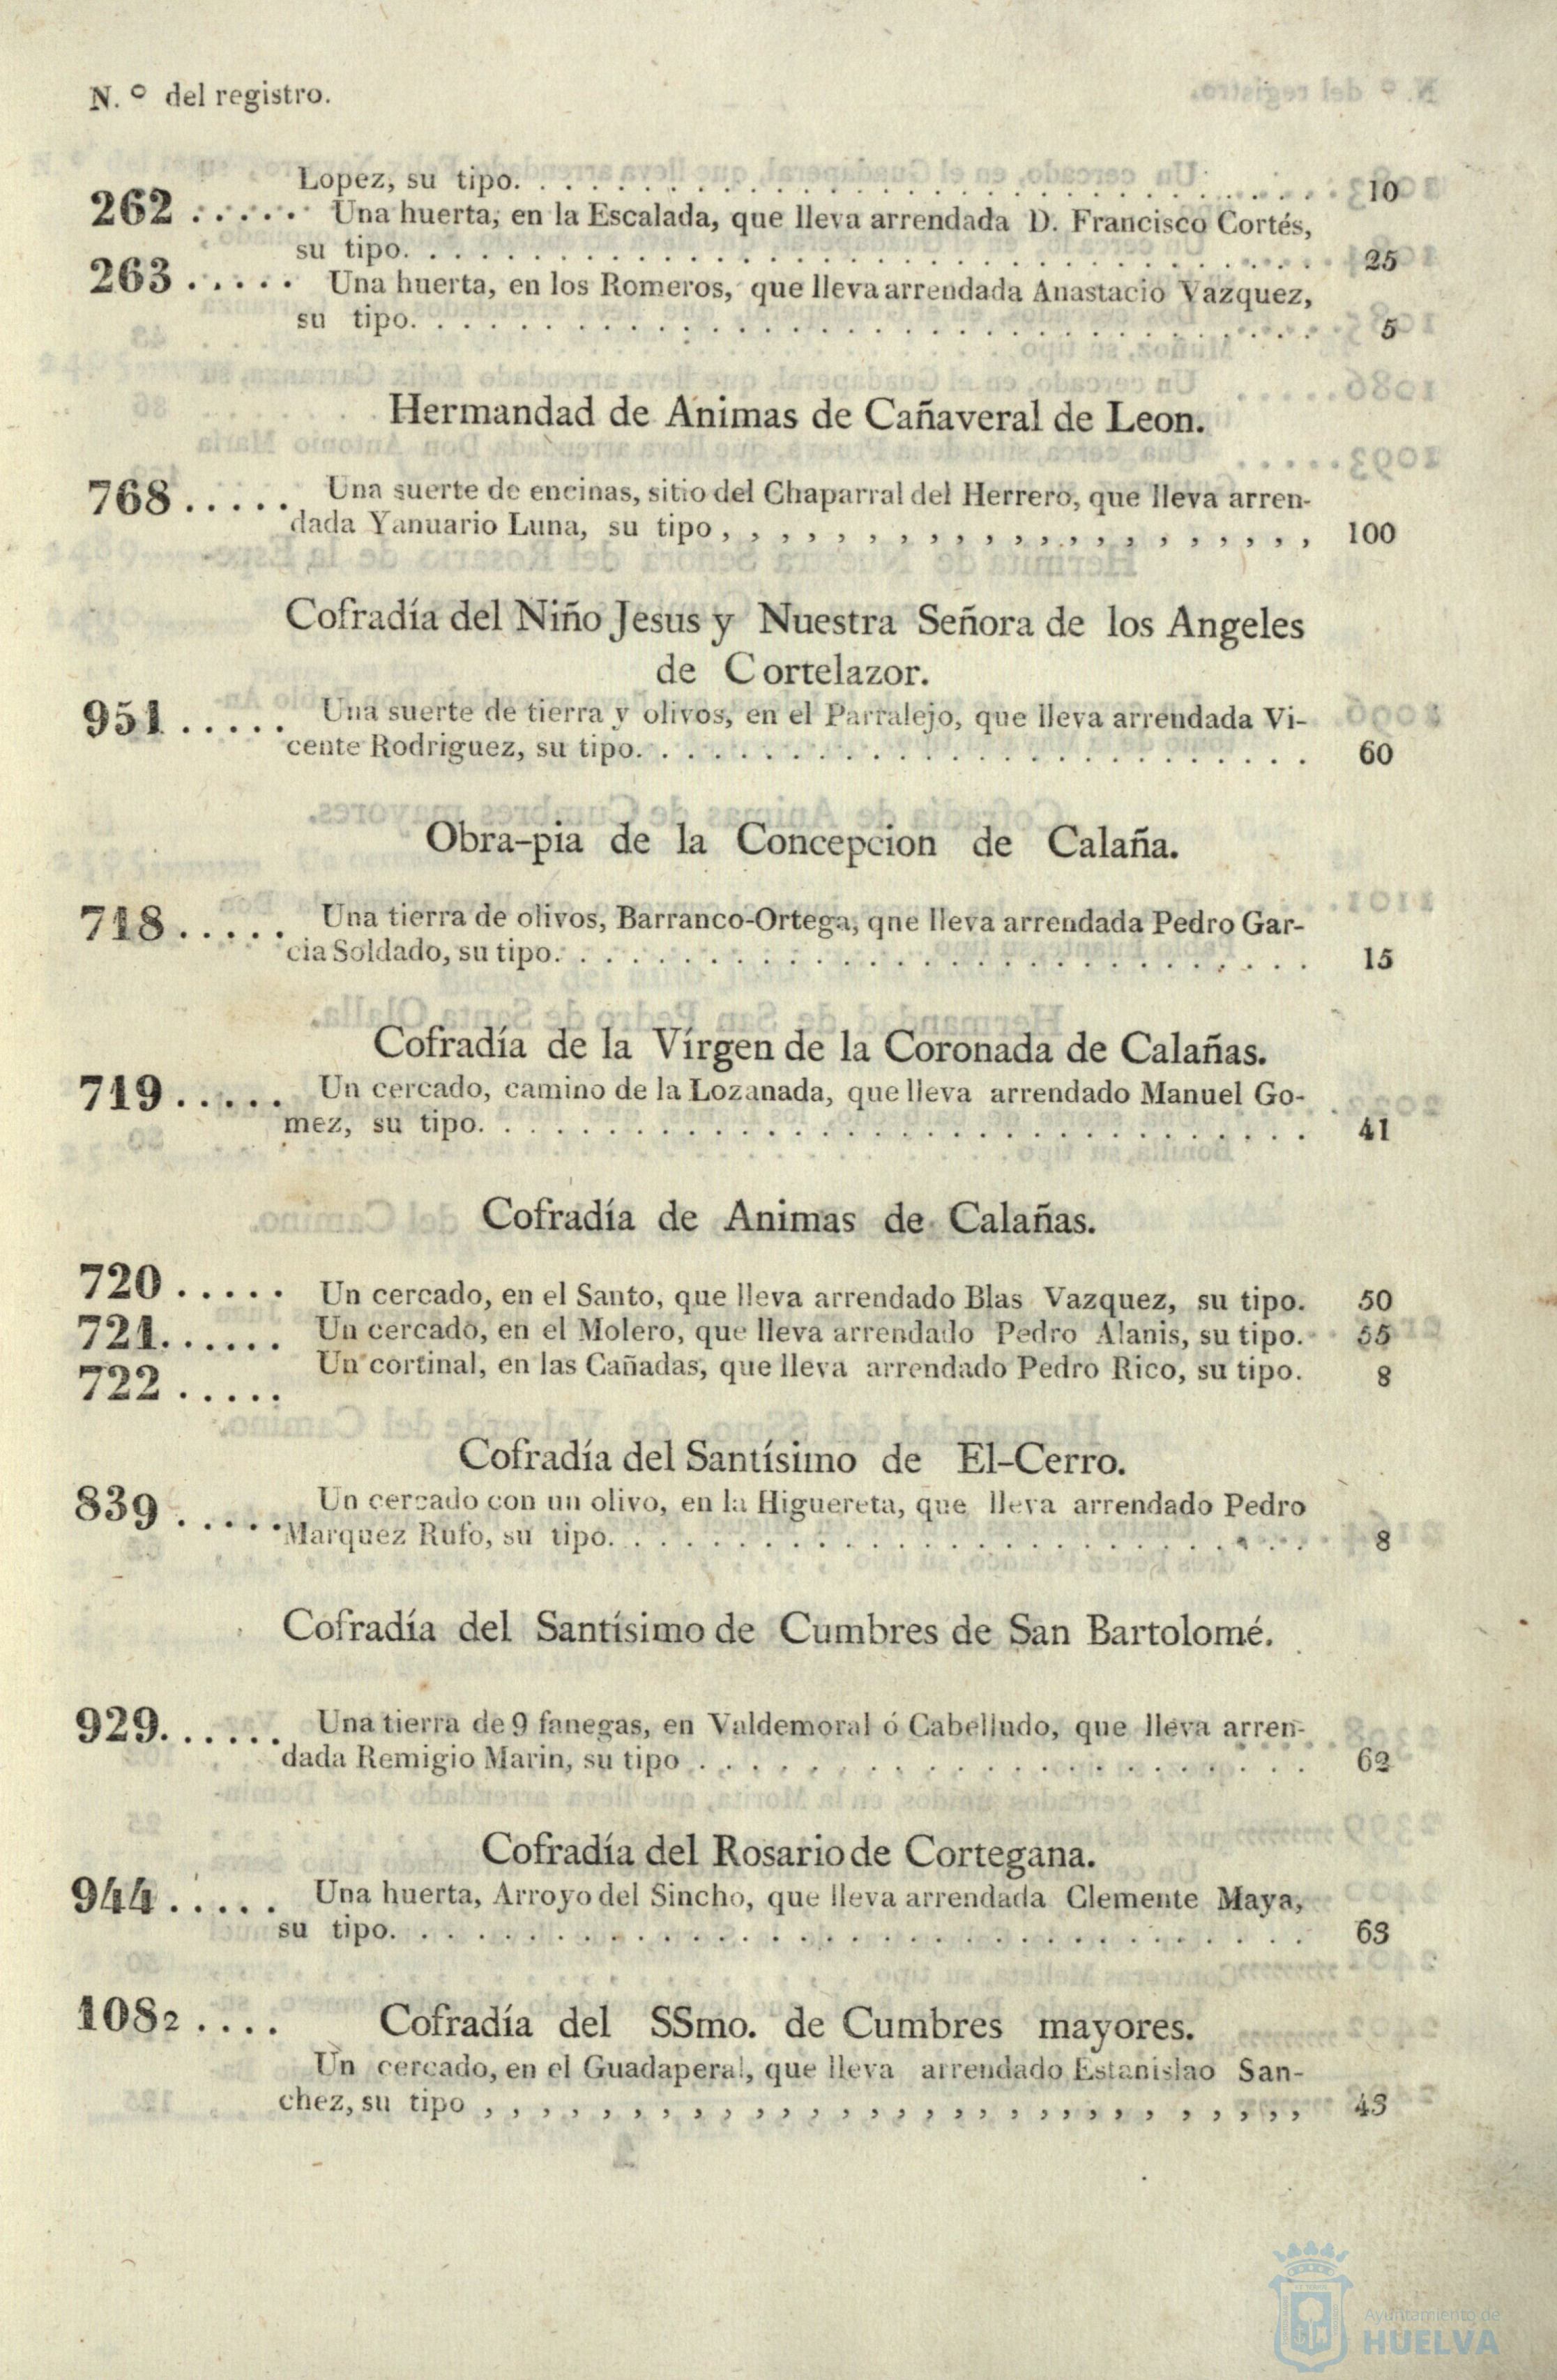 N.º del registro.
Lopez, su tipo. . . . . . . . . . . . . . . . . . . . . . . . . . . . . . 10
262 . . . . . Una huerta, en la Escalada, que lleva arrendada D. Francisco Cortés,
su tipo. . . . . . . . . . . . . . . . . . . . . . . . . . . . . . . . . . 25
263 . . . . . Una huerta, en los Romeros, que lleva arrendada Anastacio Vazquez,
su tipo. . . . . . . . . . . . . . . . . . . . . . . . . . . . . . . . . . 5
Hermandad de Animas de Cañaveral de Leon.
768 . . . . . Una suerte de encinas, sitio del Chaparral del Herrero, que lleva arren-
dada Yanuario Luna, su tipo , , , , , , , , , , , , , , , , , , , , , 100
Cofradía del Niño Jesus y Nuestra Señora de los Angeles
de Cortelazor.
951 . . . . . Una suerte de tierra y olivos, en el Parralejo, que lleva arrendada Vi-
cente Rodriguez, su tipo. . . . . . . . . . . . . . . . . . . . . . . . . . 60
Obra-pia de la Concepcion de Calaña.
718 . . . . . Una tierra de olivos, Barranco-Ortega, qne lleva arrendada Pedro Gar-
cia Soldado, su tipo. . . . . . . . . . . . . . . . . . . . . . . . . . . . 15
Cofradía de la Vírgen de la Coronada de Calañas.
719 . . . . . Un cercado, camino de la Lozanada, que lleva arrendado Manuel Go-
mez, su tipo. . . . . . . . . . . . . . . . . . . . . . . . . . . . . . . . 41
Cofradía de Animas de Calañas.
720 . . . . . Un cercado, en el Santo, que lleva arrendado Blas Vazquez, su tipo. 50
721. . . . . . Un cercado, en el Molero, que lleva arrendado Pedro Alanis, su tipo. 55
722 . . . . . Un cortinal, en las Cañadas, que lleva arrendado Pedro Rico, su tipo. 8
Cofradía del Santísimo de El-Cerro.
839 . . . . . Un cercado con un olivo, en la Higuereta, que lleva arrendado Pedro
Marquez Rufo, su tipo. . . . . . . . . . . . . . . . . . . . . . . . . . . 8
Cofradía del Santísimo de Cumbres de San Bartolomé.
929. . . . . . Una tierra de 9 fanegas, en Valdemoral ó Cabelludo, que lleva arren-
dada Remigio Marin, su tipo . . . . . . . . . . . . . . . . . . . . . . 62
Cofradía del Rosario de Cortegana.
944 . . . . . Una huerta, Arroyo del Sincho, que lleva arrendada Clemente Maya,
su tipo. . . . . . . . . . . . . . . . . . . . . . . . . . . . . . . . . . . 63
1082 . . . . Cofradía del SSmo. de Cumbres mayores.
Un cercado, en el Guadaperal, que lleva arrendado Estanislao San-
chez, su tipo , , , , , , , , , , , , , , , , , , , , , , , , , , , , , 43
Ayuntamiento de
HUELVA